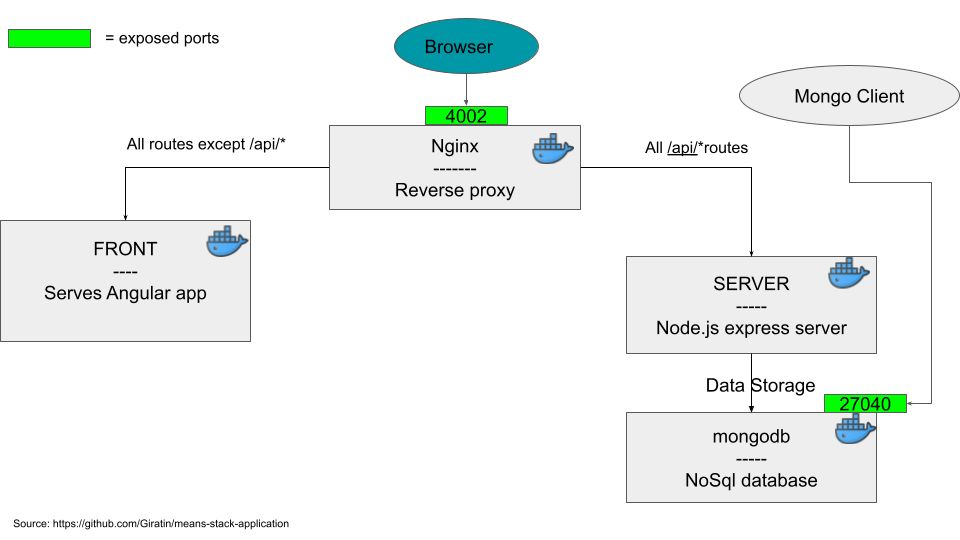 = exposed ports
Browser
Mongo Client
4002
Nginx
-------
Reverse proxy
All routes except /api/*
All /api/*routes
FRONT
----
Serves Angular app
SERVER
-----
Node.js express server
Data Storage
27040
mongodb
-----
NoSql database
Source: https://github.com/Giratin/means-stack-application